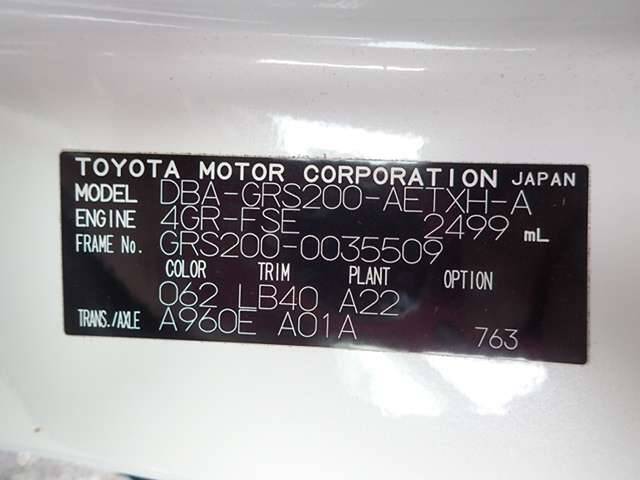 TOYOTA MOTOR CORPORATION JAPAN
MODEL DBA-GRS200-AETXH-A
ENGINE 4GR-FSE 2499 mL
FRAME No. GRS200-0035509
COLOR TRIM PLANT OPTION
062 LB40 A22
TRANS./AXLE A960E A01A 763